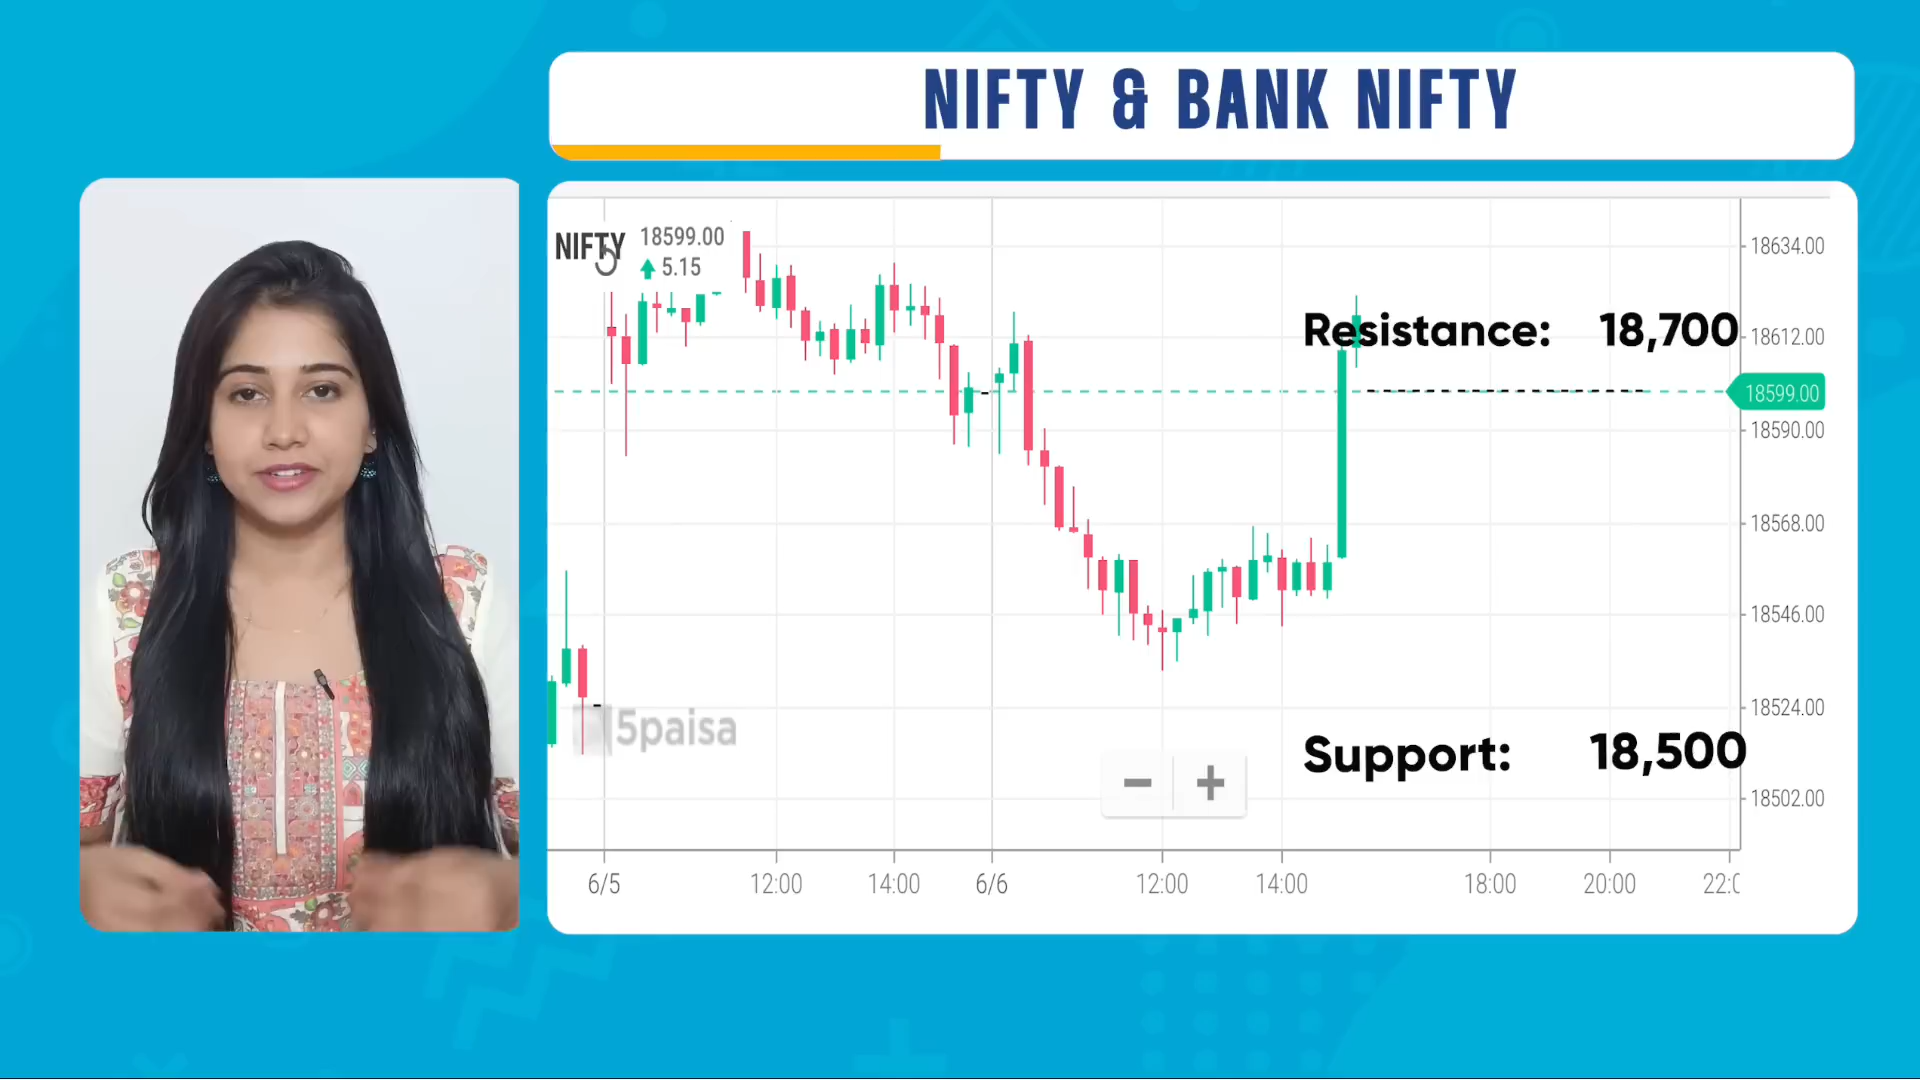 NIFTY & BANK NIFTY
NIFTY 18599.00
5.15
18634.00
Resistance: 18,700
18612.00
18599.00
18590.00
18568.00
18546.00
18524.00
5paisa
Support: 18,500
18502.00
− +
6/5 12:00 14:00 6/6 12:00 14:00 18:00 20:00